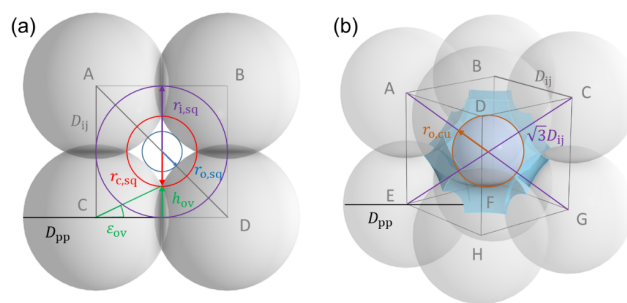 (a)
A
B
D_ij
r_i,sq
r_c,sq
r_o,sq
C
h_ov
D
D_pp
ε_ov
(b)
B
D_ij
A
C
D
r_o,cu
√3D_ij
E
F
D_pp
G
H